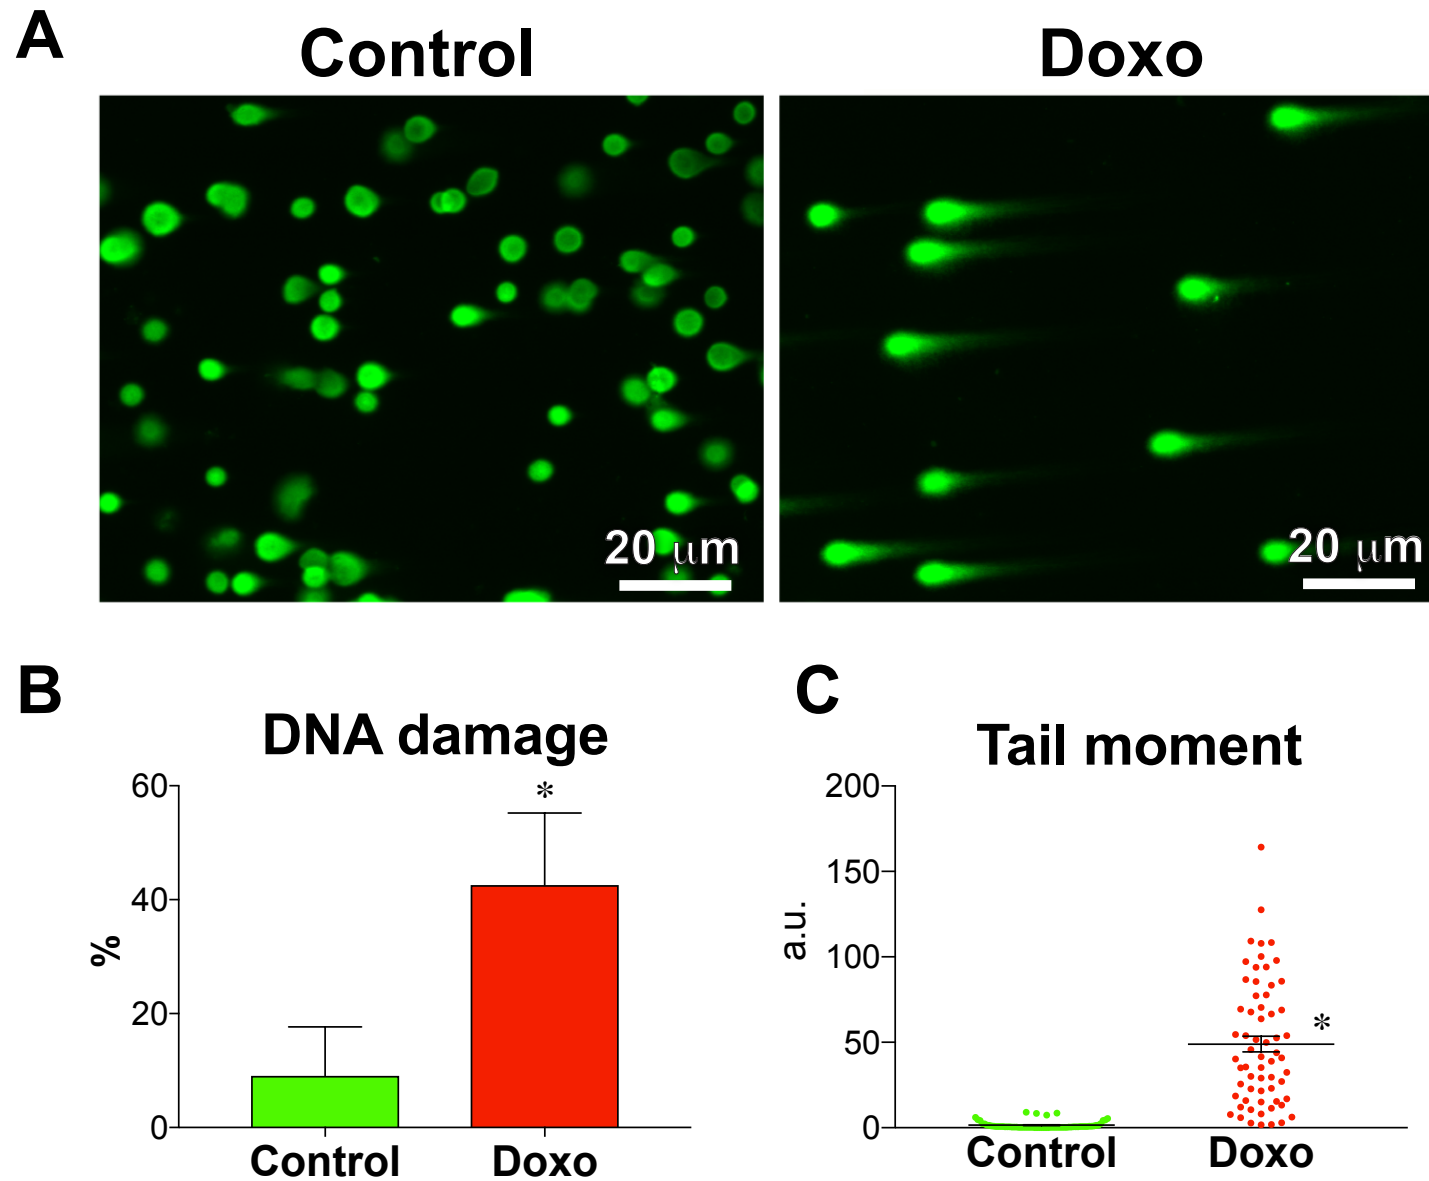 A
Control
Doxo
20 μm
20 μm
B
DNA damage
60
40
20
0
%
*
Control
Doxo
C
Tail moment
200
150
100
50
0
a.u.
*
Control
Doxo